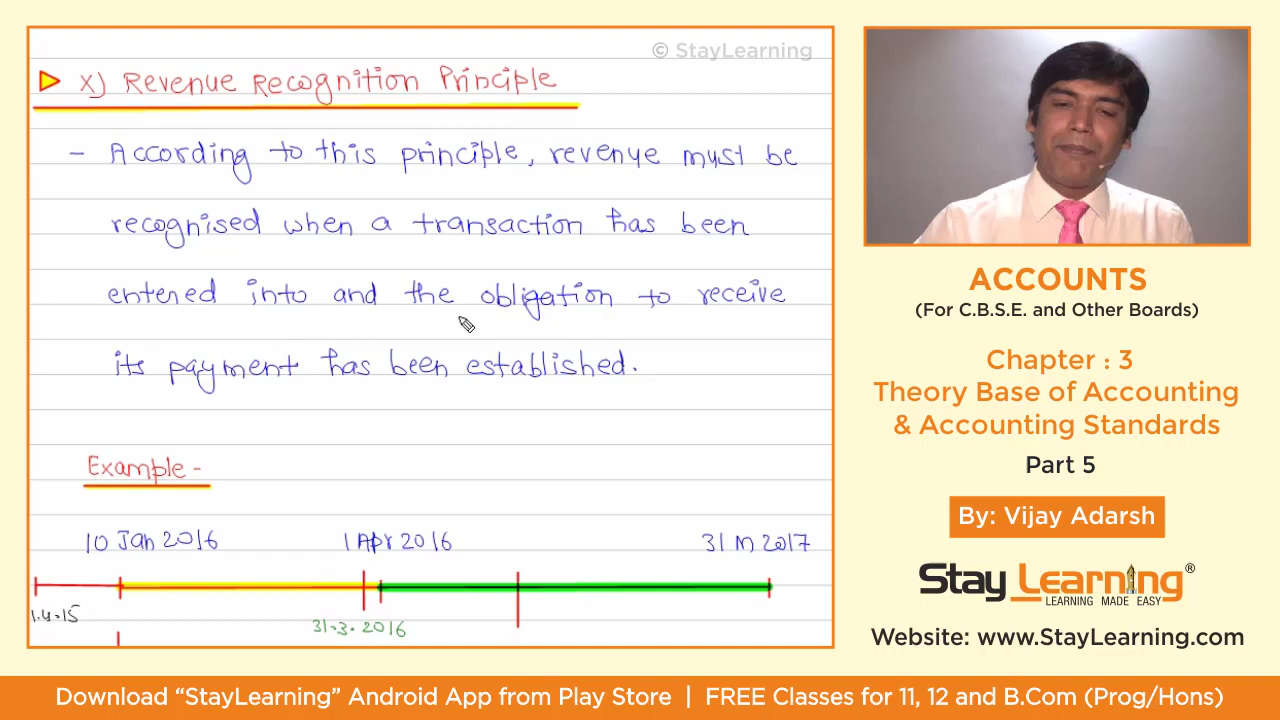 © StayLearning
X) Revenue Recognition Principle
- According to this principle, revenue must be
recognised when a transaction has been
entered into and the obligation to receive
its payment has been established.
Example -
10 Jan 2016
1 Apr 2016
31 M 2017
1.4.15
31.3.2016
ACCOUNTS
(For C.B.S.E. and Other Boards)
Chapter : 3
Theory Base of Accounting
& Accounting Standards
Part 5
By: Vijay Adarsh
Stay Learning®
LEARNING MADE EASY
Website: www.StayLearning.com
Download “StayLearning” Android App from Play Store | FREE Classes for 11, 12 and B.Com (Prog/Hons)